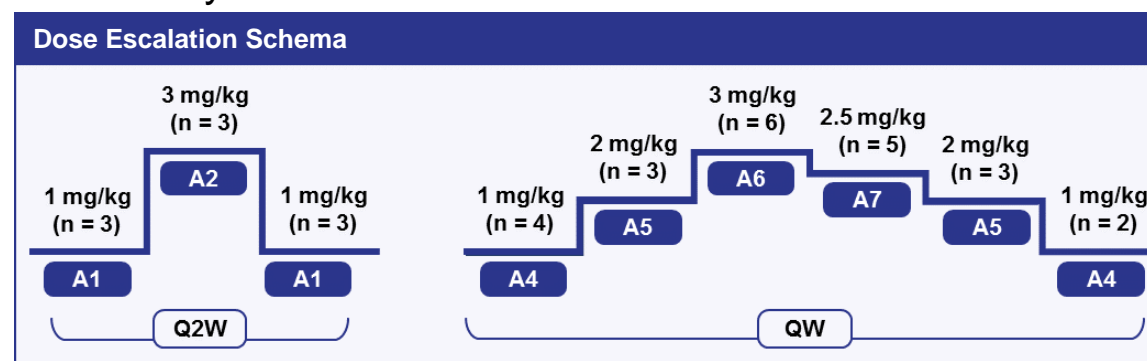 Dose Escalation Schema
1 mg/kg
(n = 3)
A1
3 mg/kg
(n = 3)
A2
1 mg/kg
(n = 3)
A1
Q2W
1 mg/kg
(n = 4)
A4
2 mg/kg
(n = 3)
A5
3 mg/kg
(n = 6)
A6
2.5 mg/kg
(n = 5)
A7
2 mg/kg
(n = 3)
A5
1 mg/kg
(n = 2)
A4
QW